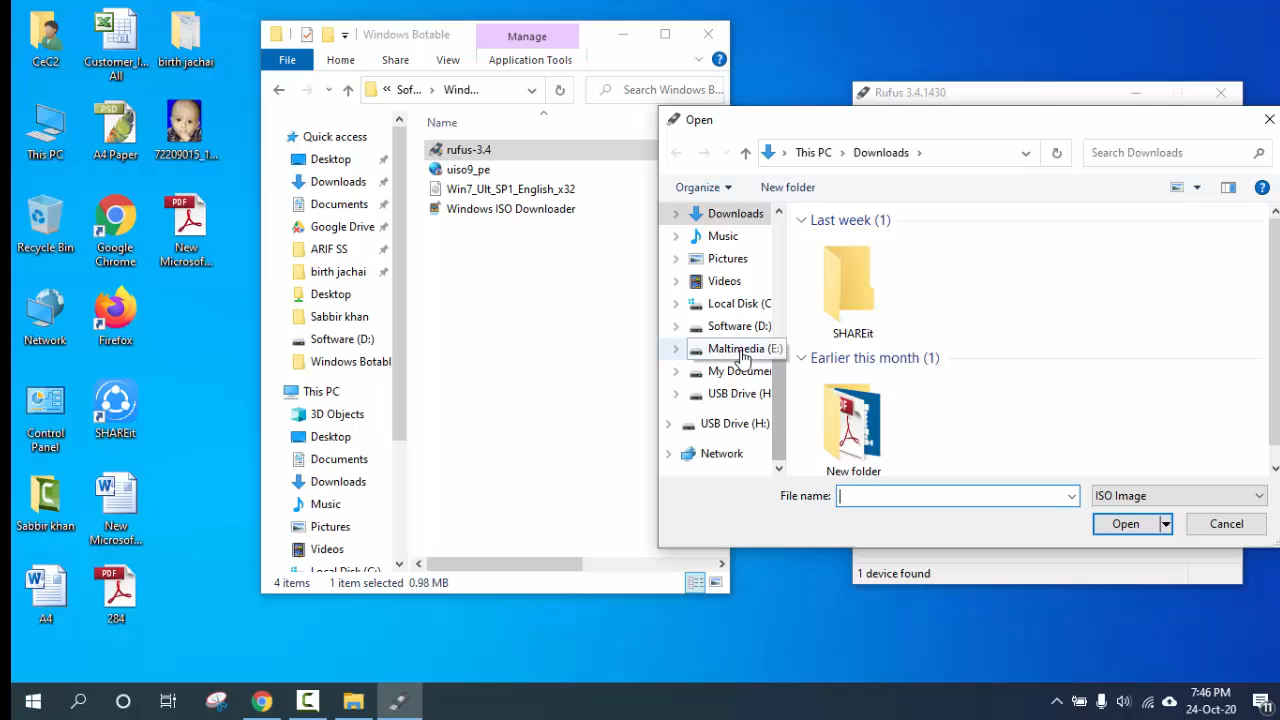 CeC2
Customer_I...
All
birth jachai
This PC
A4 Paper
72209015_1...
Recycle Bin
Google
Chrome
New
Microsof...
Network
Firefox
Control
Panel
SHAREit
Sabbir khan
New
Microsof...
A4
284
Windows Botable
Manage
File
Home
Share
View
Application Tools
« Sof... › Wind...
Search Windows B...
Name
Quick access
Desktop
Downloads
Documents
Google Drive
ARIF SS
birth jachai
Desktop
Sabbir khan
Software (D:)
Windows Botabl
This PC
3D Objects
Desktop
Documents
Downloads
Music
Pictures
Videos
Local Disk (C:)
rufus-3.4
uiso9_pe
Win7_Ult_SP1_English_x32
Windows ISO Downloader
4 items
1 item selected 0.98 MB
Rufus 3.4.1430
Open
This PC › Downloads ›
Search Downloads
Organize
New folder
Downloads
Music
Pictures
Videos
Local Disk (C
Software (D:)
Maltimedia (E:)
My Documen
USB Drive (H
USB Drive (H:)
Network
Last week (1)
SHAREit
Earlier this month (1)
New folder
File name:
ISO Image
Open
Cancel
1 device found
7:46 PM
24-Oct-20
11